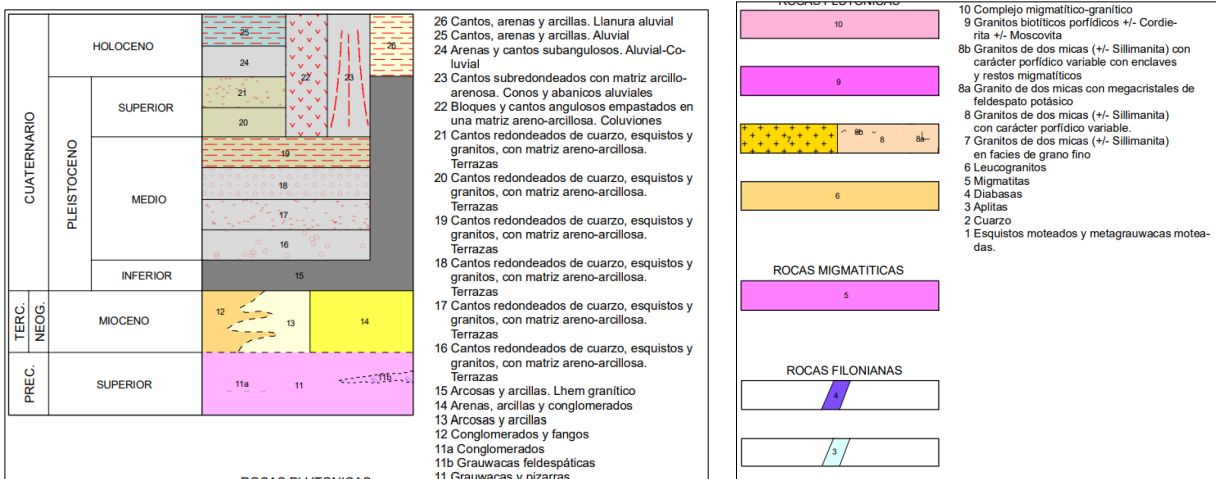 HOLOCENO
CUATERNARIO
PLEISTOCENO
SUPERIOR
MEDIO
INFERIOR
TERC.
NEOG.
MIOCENO
PREC.
SUPERIOR
25
24
26
22
23
21
20
19
18
17
16
15
12
13
14
11a
11
11b
26 Cantos, arenas y arcillas. Llanura aluvial
25 Cantos, arenas y arcillas. Aluvial
24 Arenas y cantos subangulosos. Aluvial-Co-
luvial
23 Cantos subredondeados con matriz arcillo-
arenosa. Conos y abanicos aluviales
22 Bloques y cantos angulosos empastados en
una matriz areno-arcillosa. Coluviones
21 Cantos redondeados de cuarzo, esquistos y
granitos, con matriz areno-arcillosa.
Terrazas
20 Cantos redondeados de cuarzo, esquistos y
granitos, con matriz areno-arcillosa.
Terrazas
19 Cantos redondeados de cuarzo, esquistos y
granitos, con matriz areno-arcillosa.
Terrazas
18 Cantos redondeados de cuarzo, esquistos y
granitos, con matriz areno-arcillosa.
Terrazas
17 Cantos redondeados de cuarzo, esquistos y
granitos, con matriz areno-arcillosa.
Terrazas
16 Cantos redondeados de cuarzo, esquistos y
granitos, con matriz areno-arcillosa.
Terrazas
15 Arcosas y arcillas. Lhem granítico
14 Arenas, arcillas y conglomerados
13 Arcosas y arcillas
12 Conglomerados y fangos
11a Conglomerados
11b Grauwacas feldespáticas
11 Grauwacas y pizarras
ROCAS PLUTONICAS
ROCAS PLUTONICAS
10
9
7
8b
8
8a
6
ROCAS MIGMATITICAS
5
ROCAS FILONIANAS
4
3
10 Complejo migmatítico-granítico
9 Granitos biotíticos porfídicos +/- Cordie-
rita +/- Moscovita
8b Granitos de dos micas (+/- Sillimanita) con
carácter porfídico variable con enclaves
y restos migmatíticos
8a Granito de dos micas con megacristales de
feldespato potásico
8 Granitos de dos micas (+/- Sillimanita)
con carácter porfídico variable.
7 Granitos de dos micas (+/- Sillimanita)
en facies de grano fino
6 Leucogranitos
5 Migmatitas
4 Diabasas
3 Aplitas
2 Cuarzo
1 Esquistos moteados y metagrauwacas motea-
das.